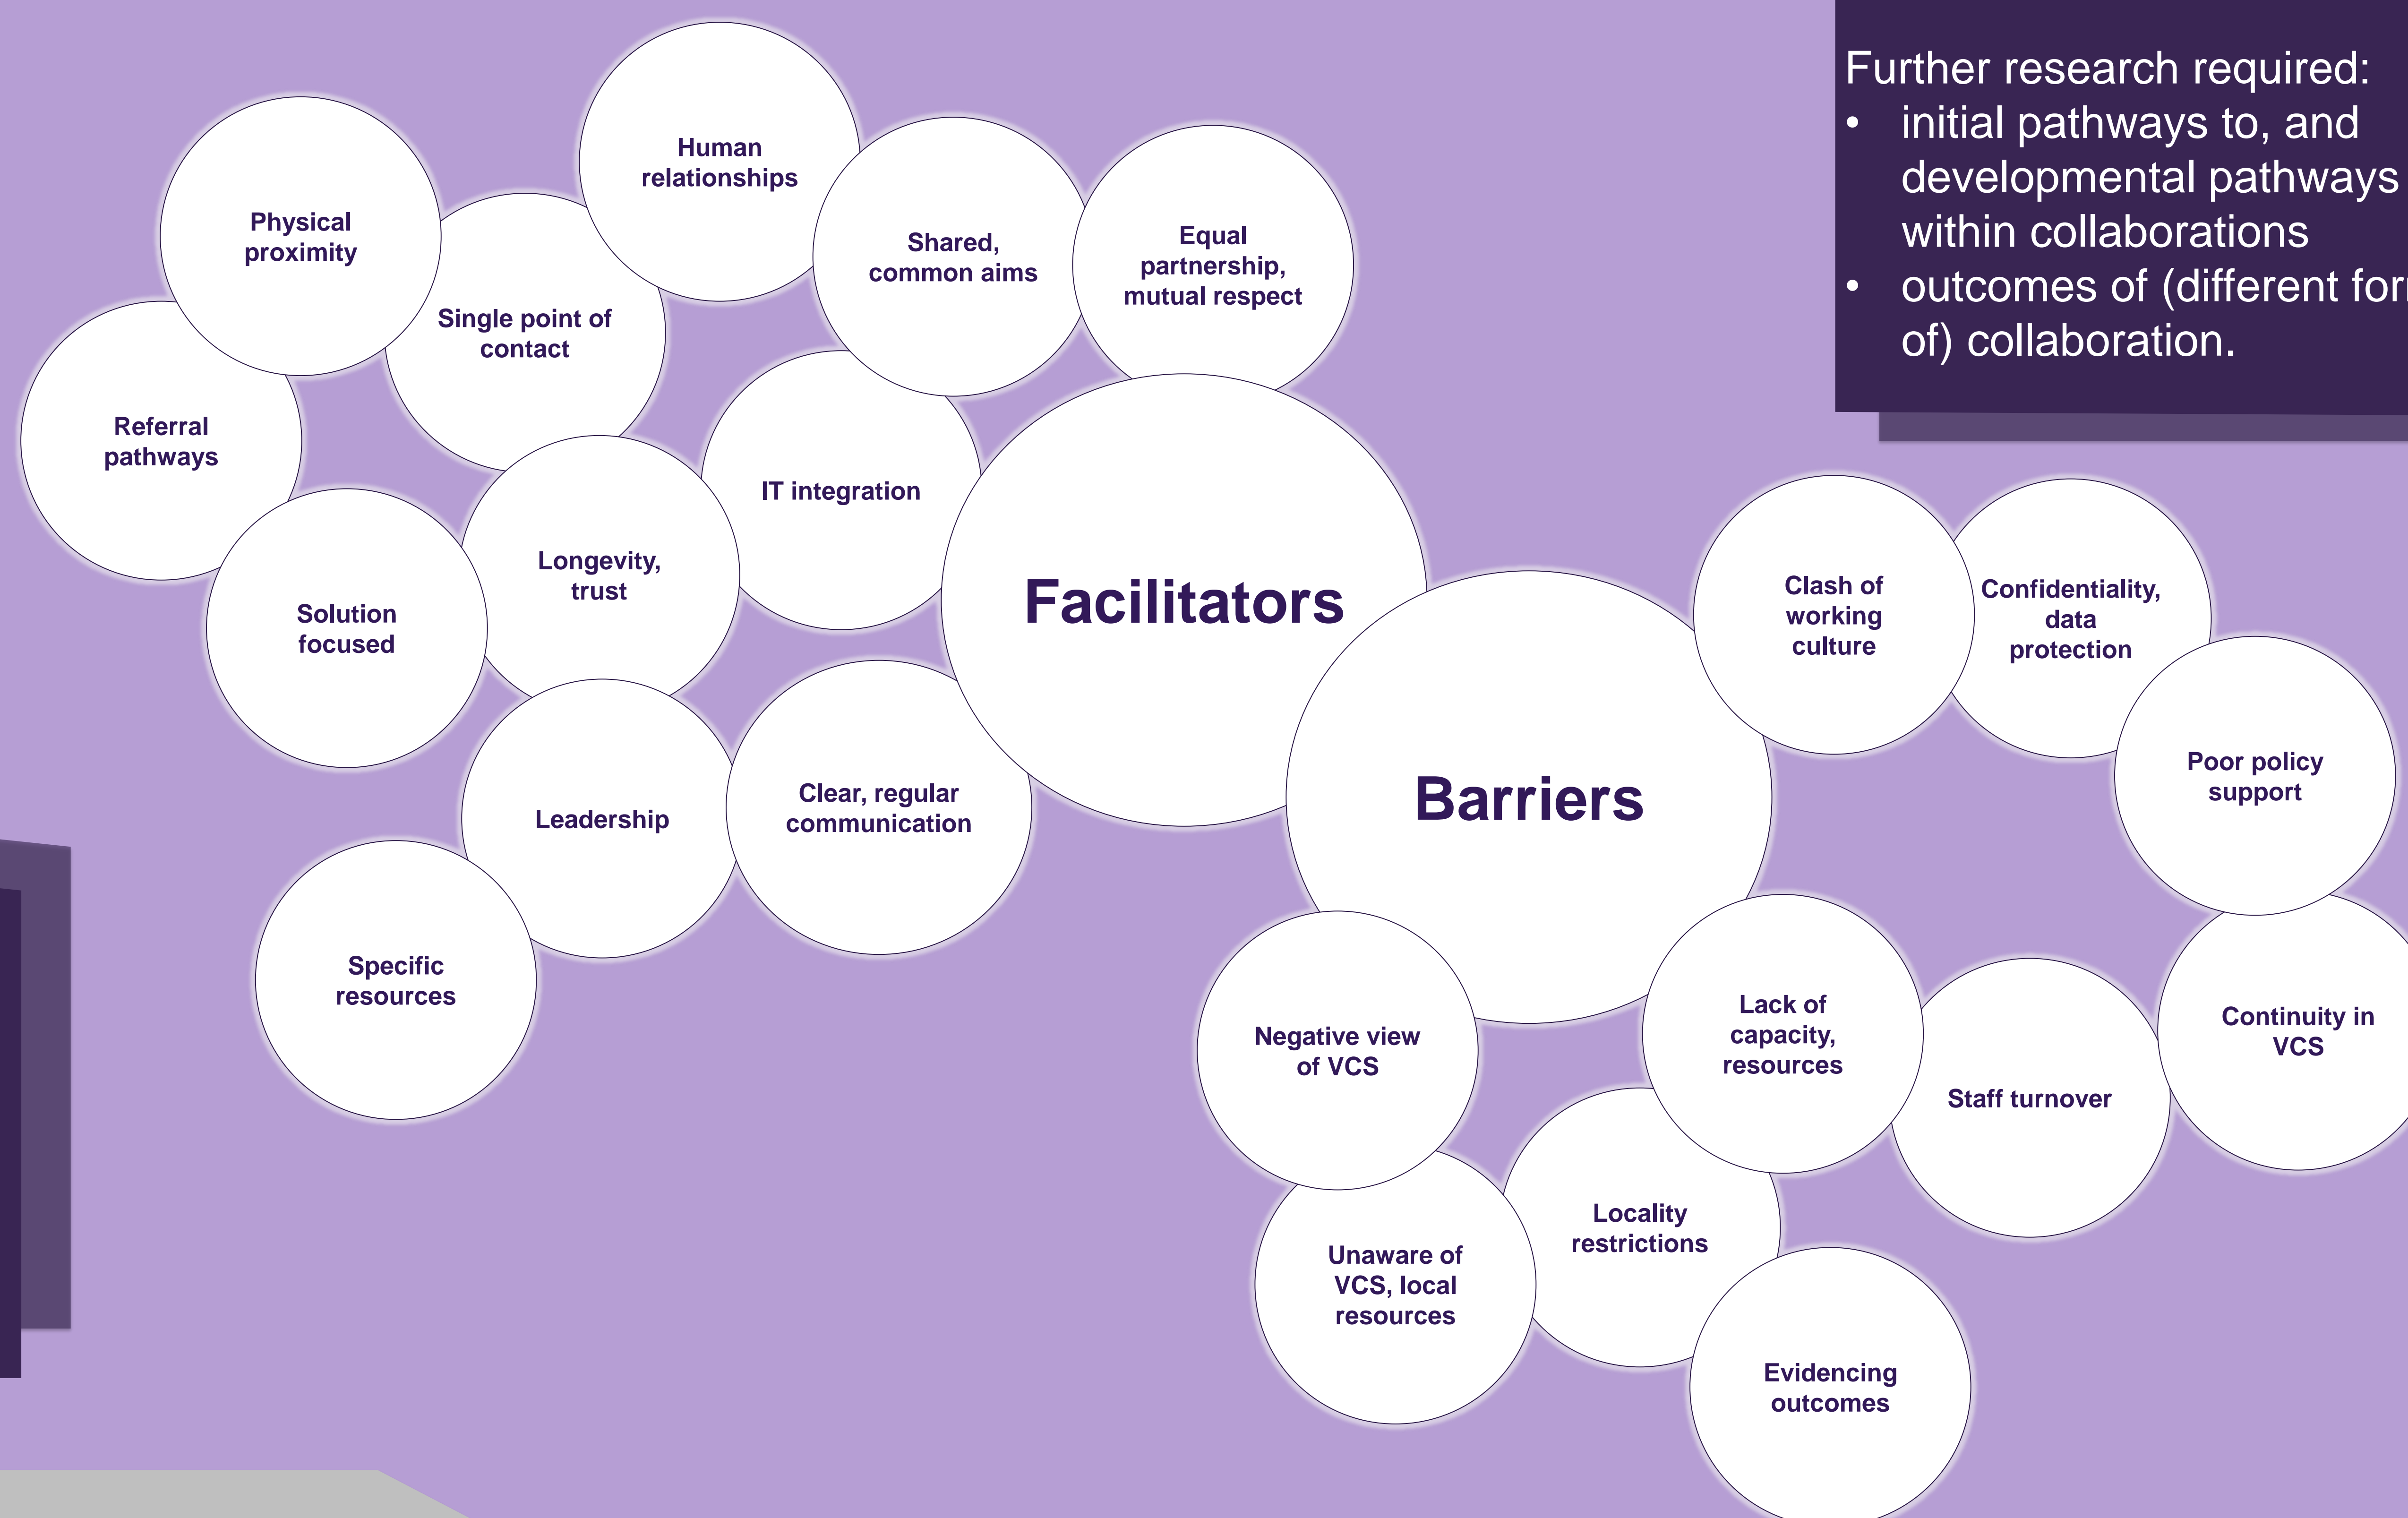 Further research required:
• initial pathways to, and
developmental pathways
within collaborations
• outcomes of (different
of) collaboration.
Human
relationships
Physical
proximity
Shared,
common aims
Equal
partnership,
mutual respect
Single point of
contact
Referral
pathways
IT integration
Longevity,
trust
Solution
focused
Facilitators
Leadership
Clear, regular
communication
Specific
resources
Barriers
Clash of
working
culture
Confidentiality,
data
protection
Poor policy
support
Negative view
of VCS
Lack of
capacity,
resources
Staff turnover
Continuity in
VCS
Locality
restrictions
Unaware of
VCS, local
resources
Evidencing
outcomes